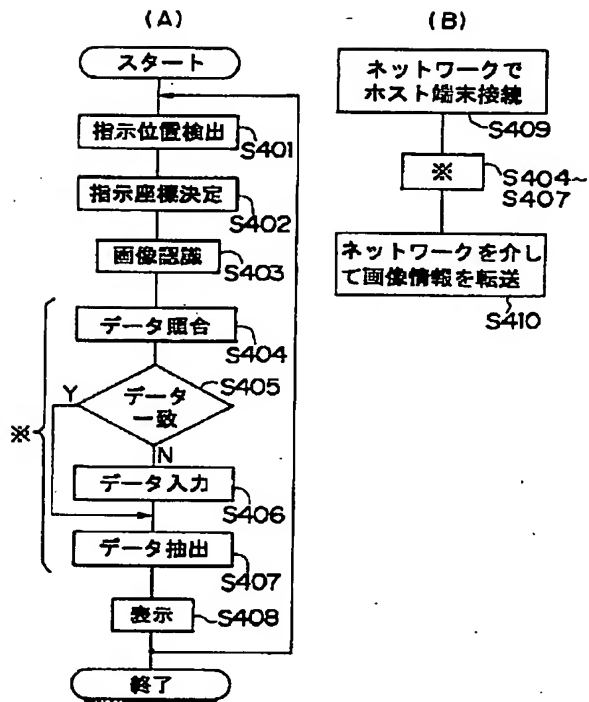 (A)
スタート
指示位置検出
S401
指示座標決定
S402
画像認識
S403
データ照合
S404
S405
Y
データ
一致
※
N
データ入力
S406
データ抽出
S407
表示
S408
終了
(B)
ネットワークで
ホスト端末接続
S409
※
S404~
S407
ネットワークを介し
て画像情報を転送
S410